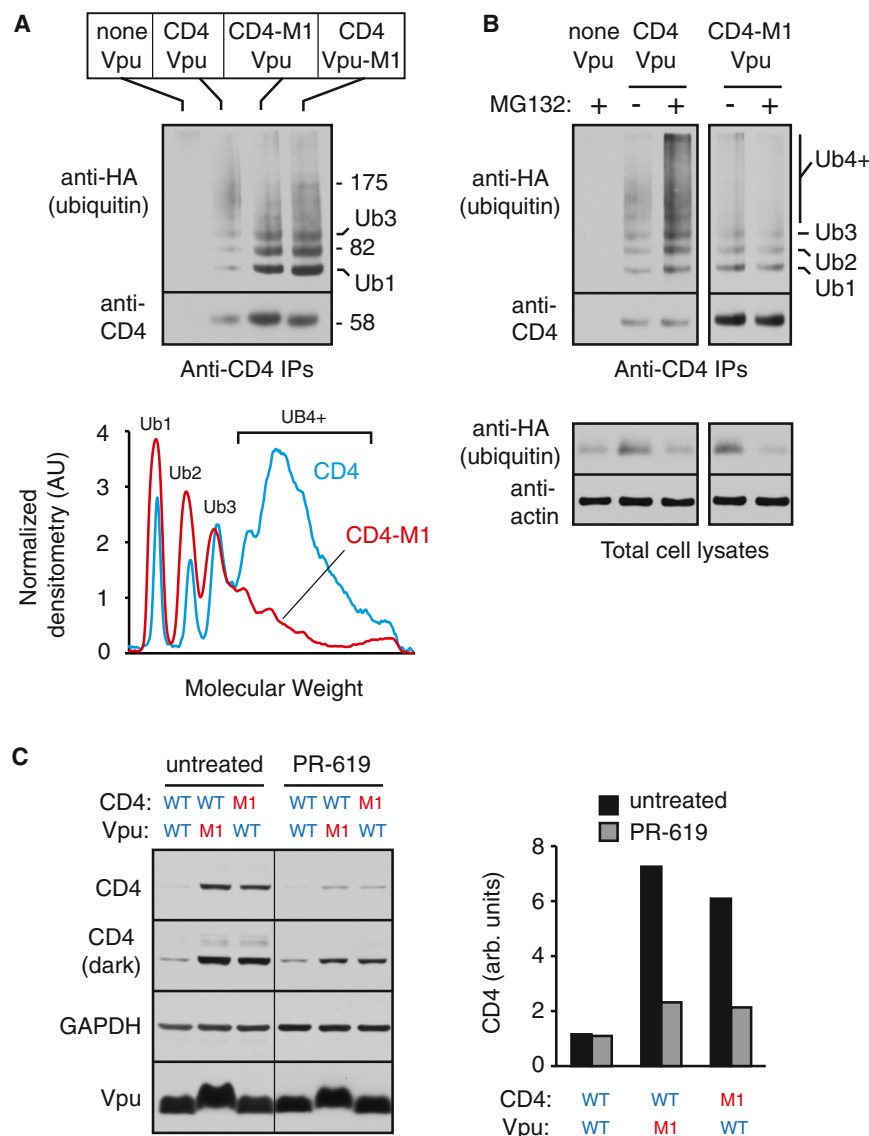 A
none CD4 CD4-M1 CD4
Vpu Vpu Vpu Vpu-M1
anti-HA
(ubiquitin)
- 175
Ub3
- 82
Ub1
anti-
CD4
- 58
Anti-CD4 IPs
Normalized
densitometry (AU)
4
3
2
1
0
Ub1
Ub2
Ub3
UB4+
CD4
CD4-M1
Molecular Weight
B
none CD4 CD4-M1
Vpu Vpu Vpu
MG132: + - + - +
anti-HA
(ubiquitin)
Ub4+
Ub3
Ub2
Ub1
anti-
CD4
Anti-CD4 IPs
anti-HA
(ubiquitin)
anti-
actin
Total cell lysates
C
untreated PR-619
CD4: WT WT M1 WT WT M1
Vpu: WT M1 WT WT M1 WT
CD4
CD4
(dark)
GAPDH
Vpu
untreated
PR-619
CD4 (arb. units)
8
6
4
2
0
CD4: WT WT M1
Vpu: WT M1 WT